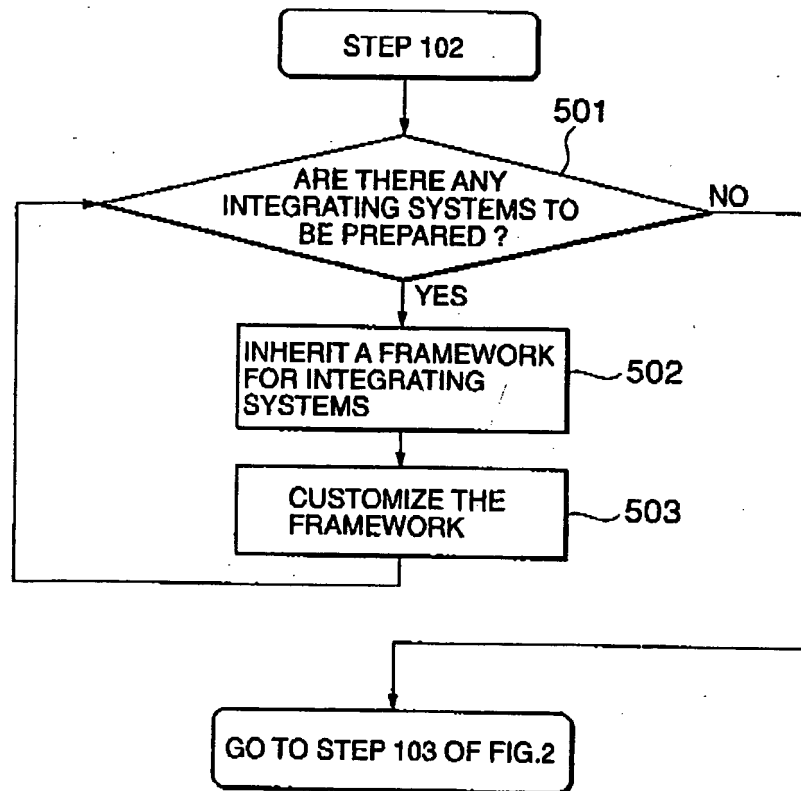 STEP 102
501
ARE THERE ANY
INTEGRATING SYSTEMS TO
BE PREPARED ?
NO
YES
INHERIT A FRAMEWORK
FOR INTEGRATING
SYSTEMS
502
CUSTOMIZE THE
FRAMEWORK
503
GO TO STEP 103 OF FIG.2